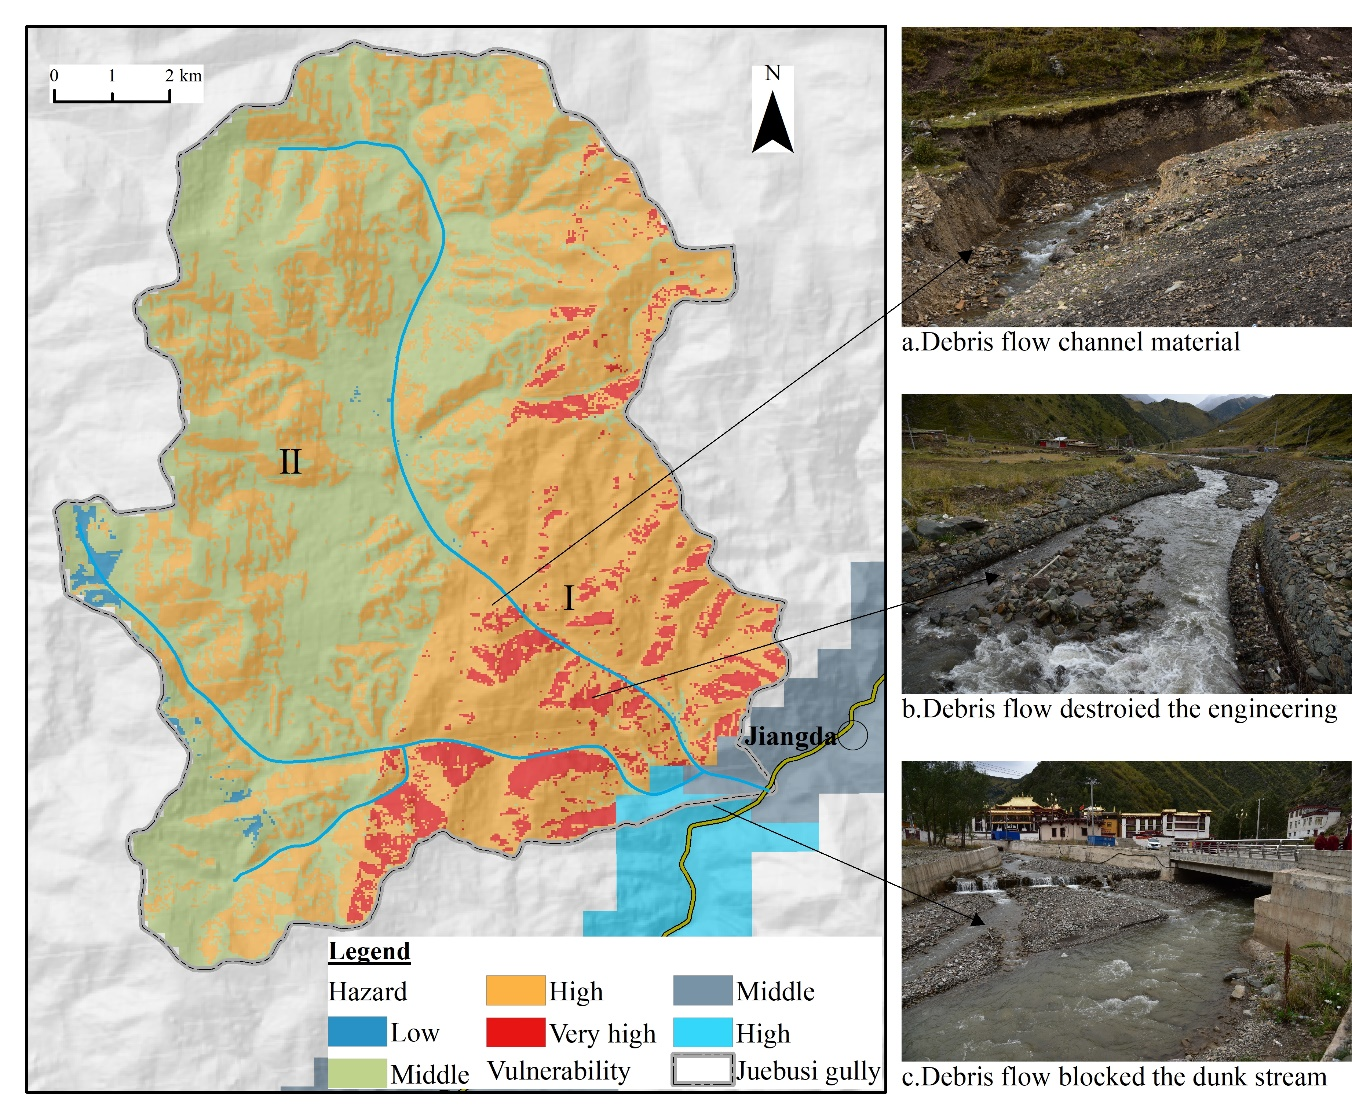 0 1 2 km
N
II
I
Jiangda
Legend
Hazard
Low
Middle
High
Very high
Vulnerability
Middle
High
Juebusi gully
a.Debris flow channel material
b.Debris flow destroied the engineering
c.Debris flow blocked the dunk stream